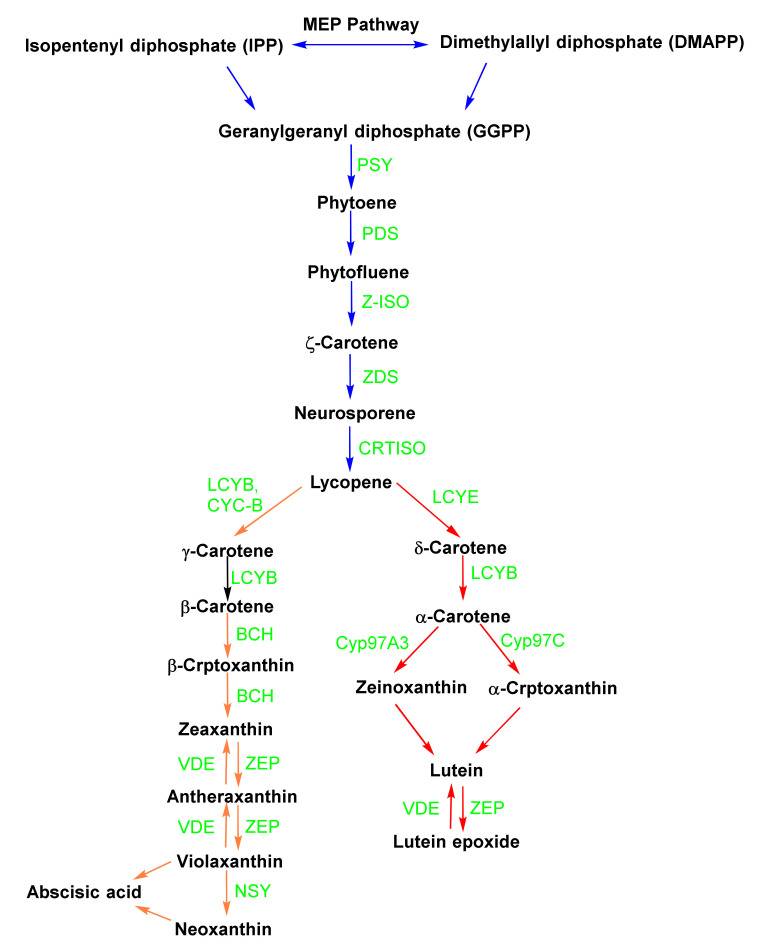 MEP Pathway
Isopentenyl diphosphate (IPP)
Dimethylallyl diphosphate (DMAPP)
Geranylgeranyl diphosphate (GGPP)
PSY
Phytoene
PDS
Phytofluene
Z-ISO
ζ-Carotene
ZDS
Neurosporene
CRTISO
Lycopene
LCYB,
CYC-B
LCYE
γ-Carotene
δ-Carotene
LCYB
LCYB
β-Carotene
α-Carotene
BCH
Cyp97A3
Cyp97C
β-Crptoxanthin
Zeinoxanthin
α-Crptoxanthin
BCH
Zeaxanthin
VDE
ZEP
Lutein
Antheraxanthin
VDE
ZEP
VDE
ZEP
Lutein epoxide
Violaxanthin
Abscisic acid
NSY
Neoxanthin